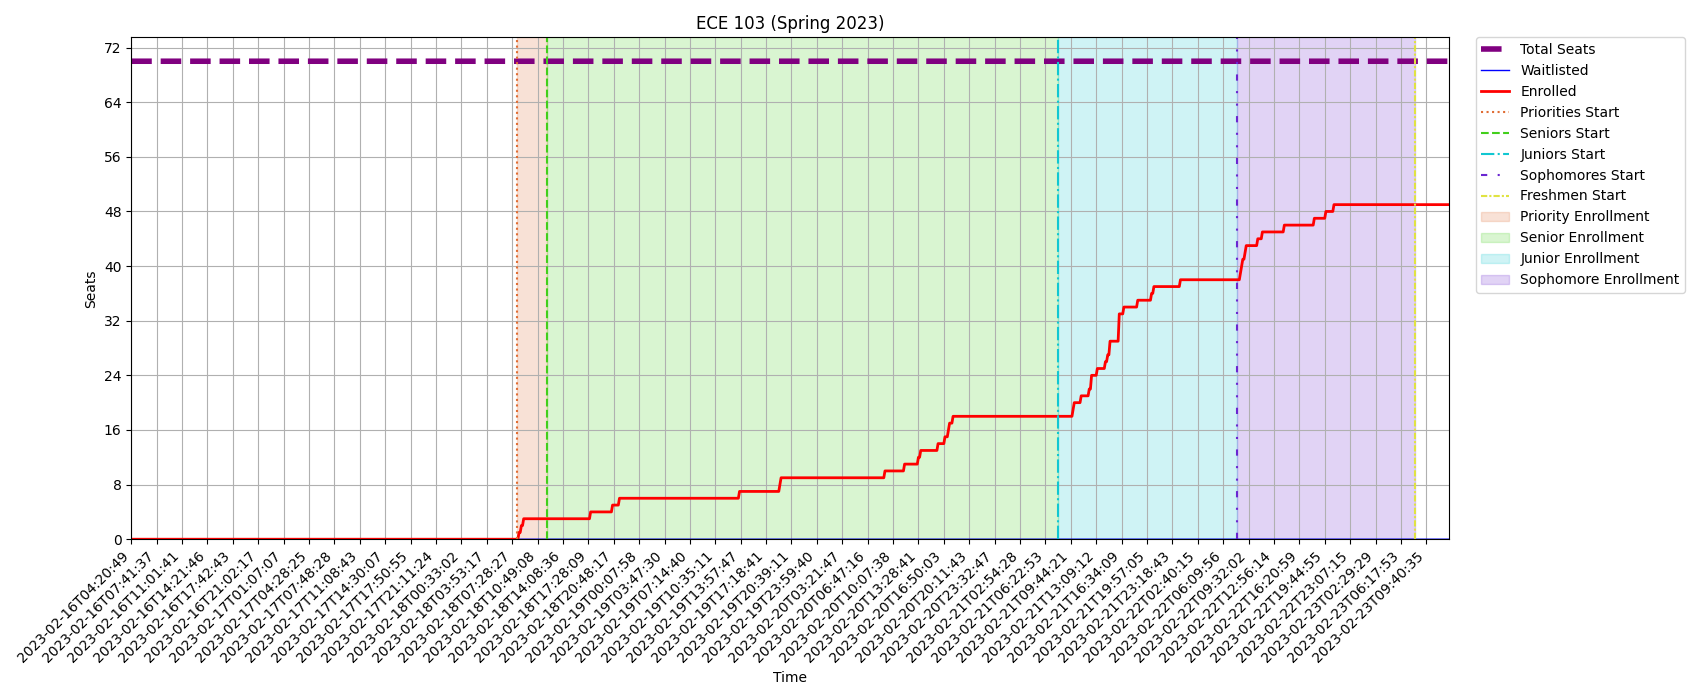 ECE 103 (Spring 2023)
72
64
56
48
40
32
24
16
8
0
Seats
2023-02-16T04:20:49
2023-02-16T07:41:37
2023-02-16T11:01:41
2023-02-16T14:21:46
2023-02-16T17:42:43
2023-02-16T21:02:17
2023-02-17T01:07:07
2023-02-17T04:28:25
2023-02-17T07:48:28
2023-02-17T11:08:43
2023-02-17T14:30:07
2023-02-17T17:50:55
2023-02-17T21:11:24
2023-02-18T00:33:02
2023-02-18T03:53:17
2023-02-18T07:28:27
2023-02-18T10:49:08
2023-02-18T14:08:36
2023-02-18T17:28:09
2023-02-18T20:48:17
2023-02-19T00:07:58
2023-02-19T03:47:30
2023-02-19T07:14:40
2023-02-19T10:35:11
2023-02-19T13:57:47
2023-02-19T17:18:41
2023-02-19T20:39:11
2023-02-19T23:59:40
2023-02-20T03:21:47
2023-02-20T06:47:16
2023-02-20T10:07:38
2023-02-20T13:28:41
2023-02-20T16:50:03
2023-02-20T20:11:43
2023-02-20T23:32:47
2023-02-21T02:54:28
2023-02-21T06:22:53
2023-02-21T09:44:21
2023-02-21T13:09:12
2023-02-21T16:34:09
2023-02-21T19:57:05
2023-02-21T23:18:43
2023-02-22T02:40:15
2023-02-22T06:09:56
2023-02-22T09:32:02
2023-02-22T12:56:14
2023-02-22T16:20:59
2023-02-22T19:44:55
2023-02-22T23:07:15
2023-02-23T02:29:29
2023-02-23T06:17:53
2023-02-23T09:40:35
Time
Total Seats
Waitlisted
Enrolled
Priorities Start
Seniors Start
Juniors Start
Sophomores Start
Freshmen Start
Priority Enrollment
Senior Enrollment
Junior Enrollment
Sophomore Enrollment